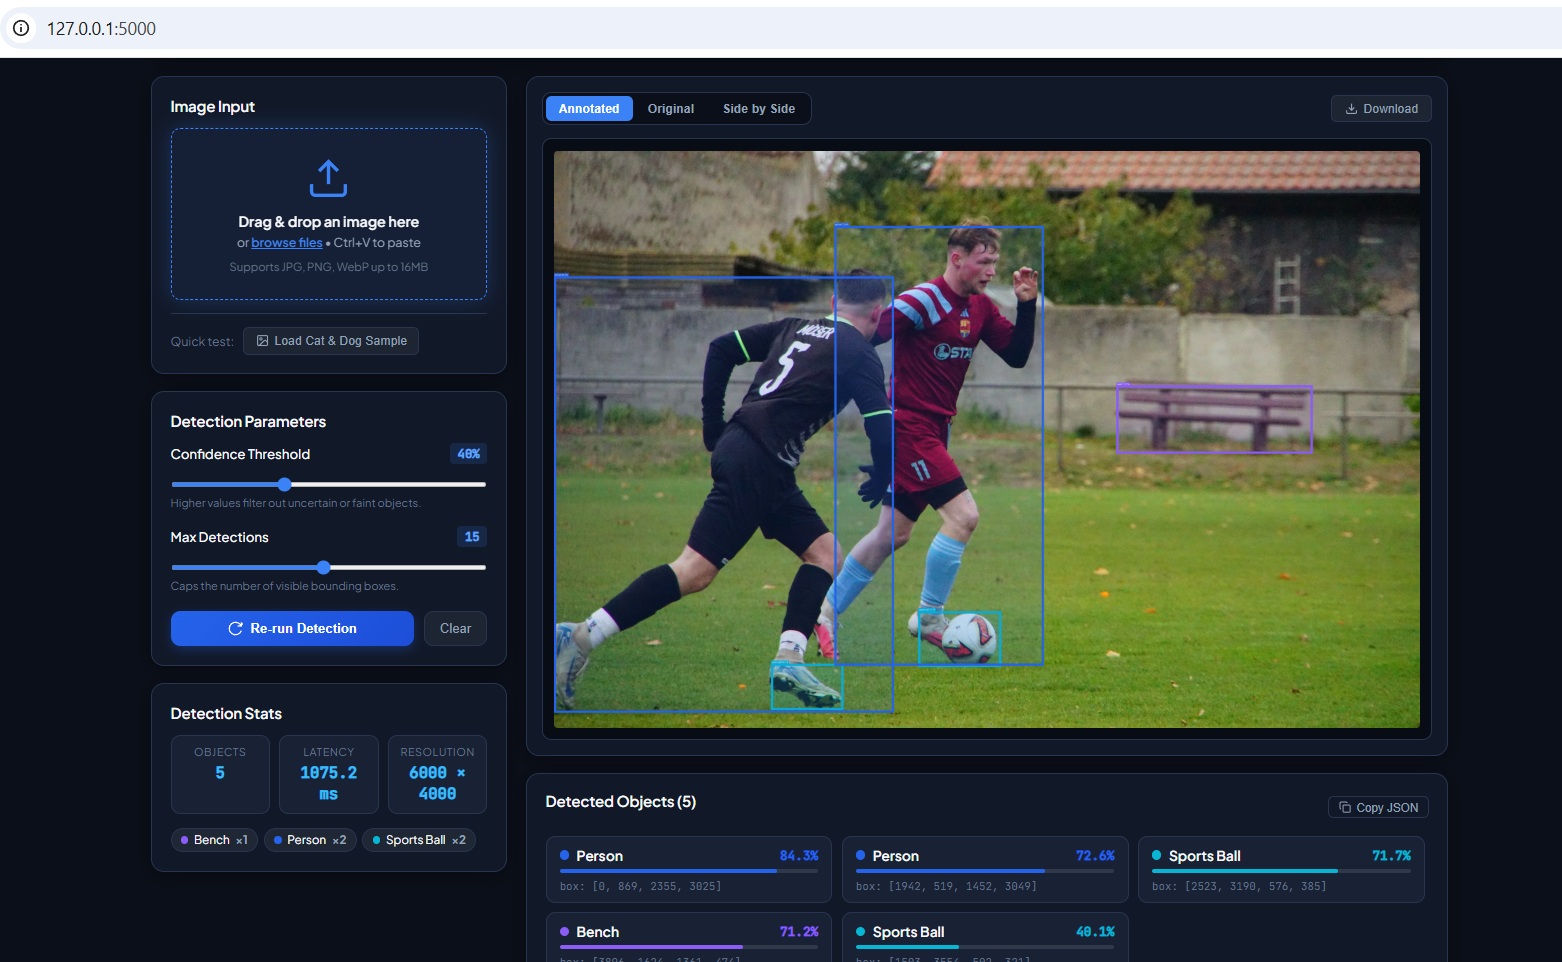 127.0.0.1:5000
Image Input
Drag & drop an image here
or browse files • Ctrl+V to paste
Supports JPG, PNG, WebP up to 16MB
Quick test: Load Cat & Dog Sample
Detection Parameters
Confidence Threshold 40%
Higher values filter out uncertain or faint objects.
Max Detections 15
Caps the number of visible bounding boxes.
Re-run Detection Clear
Detection Stats
OBJECTS LATENCY RESOLUTION
5 1075.2 6000 ×
ms 4000
Bench ×1 Person ×2 Sports Ball ×2
Annotated Original Side by Side Download
MOSER
5
STA
11
Detected Objects (5) Copy JSON
Person 84.3% Person 72.6% Sports Ball 71.7%
box: [0, 869, 2355, 3025] box: [1942, 519, 1452, 3049] box: [2523, 3190, 576, 385]
Bench 71.2% Sports Ball 40.1%